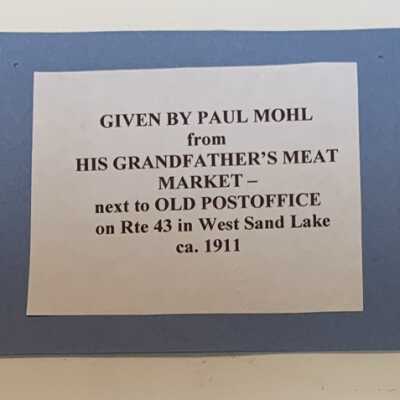 GIVEN BY PAUL MOHL
from
HIS GRANDFATHER'S MEAT
MARKET –
next to OLD POSTOFFICE
on Rte 43 in West Sand Lake
ca. 1911